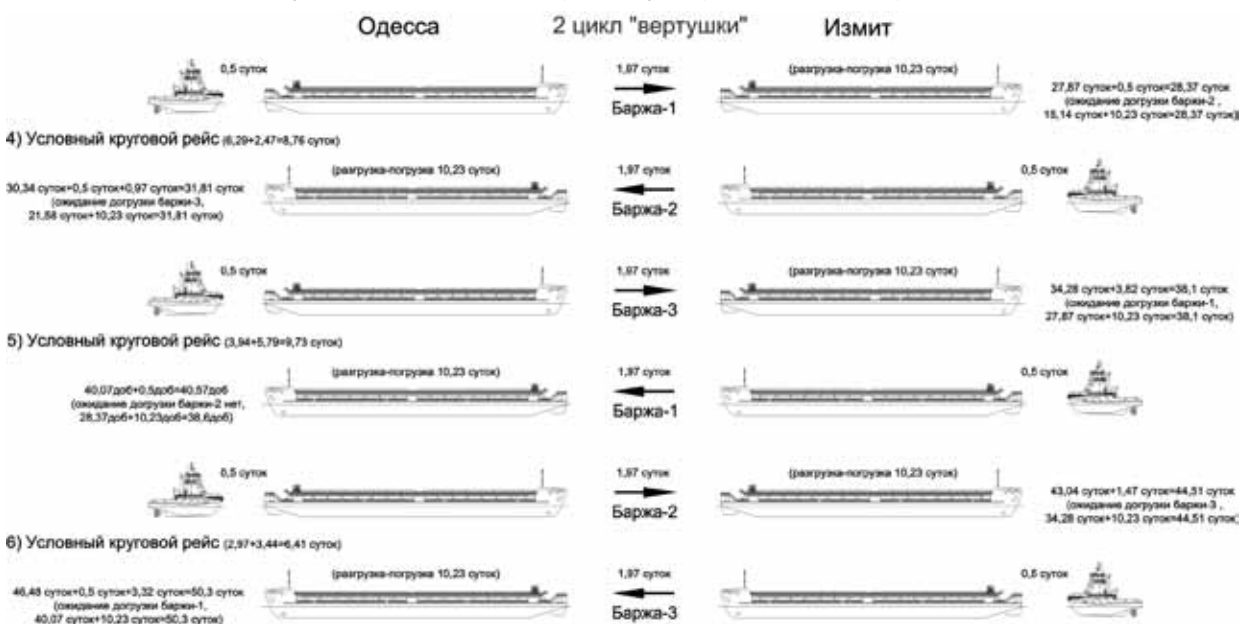 Одесса 2 цикл "вертушки" Измит
0,5 суток 1,97 суток (разгрузка-погрузка 10,23 суток)
Баржа-1
27,87 суток+0,5 суток=28,37 суток
(ожидание догрузки баржи-2 ,
18,14 суток+10,23 суток=28,37 суток)
4) Условный круговой рейс (6,29+2,47=8,76 суток)
(разгрузка-погрузка 10,23 суток) 1,97 суток 0,5 суток
Баржа-2
30,34 суток+0,5 суток+0,97 суток=31,81 суток
(ожидание догрузки баржи-3,
21,58 суток+10,23 суток=31,81 суток)
0,5 суток 1,97 суток (разгрузка-погрузка 10,23 суток)
Баржа-3
34,28 суток+3,82 суток=38,1 суток
(ожидание догрузки баржи-1,
27,87 суток+10,23 суток=38,1 суток)
5) Условный круговой рейс (3,94+5,79=9,73 суток)
(разгрузка-погрузка 10,23 суток) 1,97 суток 0,5 суток
Баржа-1
40,07доб+0,5доб=40,57доб
(ожидание догрузки баржи-2 нет,
28,37доб+10,23доб=38,6доб)
0,5 суток 1,97 суток (разгрузка-погрузка 10,23 суток)
Баржа-2
43,04 суток+1,47 суток=44,51 суток
(ожидание догрузки баржи-3 ,
34,28 суток+10,23 суток=44,51 суток)
6) Условный круговой рейс (2,97+3,44=6,41 суток)
(разгрузка-погрузка 10,23 суток) 1,97 суток 0,5 суток
Баржа-3
46,48 суток+0,5 суток+3,32 суток=50,3 суток
(ожидание догрузки баржи-1,
40,07 суток+10,23 суток=50,3 суток)